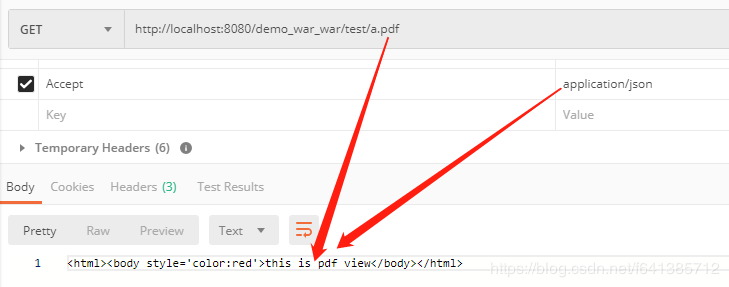 GET http://localhost:8080/demo_war_war/test/a.pdf
Accept application/json
Key Value
Temporary Headers (6)
Body Cookies Headers (3) Test Results
Pretty Raw Preview Text
1 <html><body style='color:red'>this is pdf view</body></html>
https://blog.csdn.net/f641385712